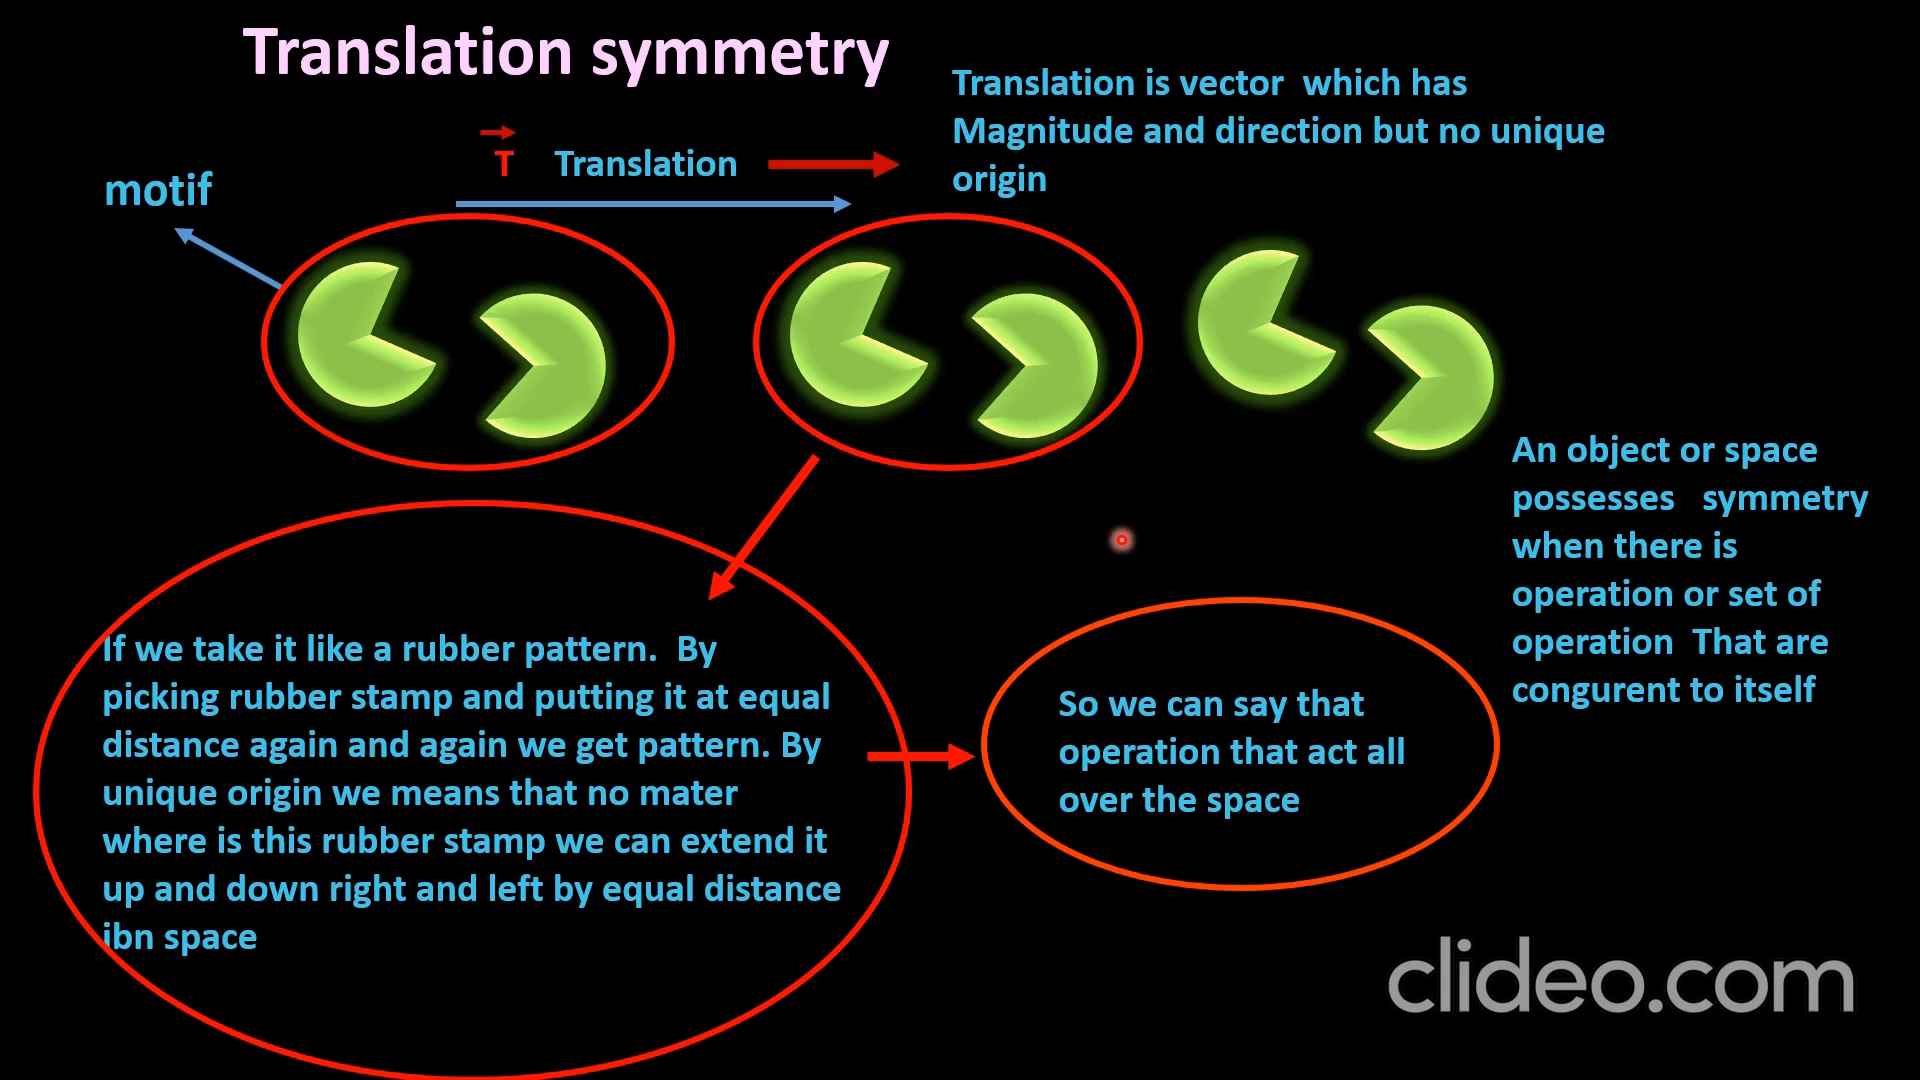 Translation symmetry
Translation is vector which has
Magnitude and direction but no unique
origin
T Translation
motif
An object or space
possesses symmetry
when there is
operation or set of
operation That are
congurent to itself
If we take it like a rubber pattern. By
picking rubber stamp and putting it at equal
distance again and again we get pattern. By
unique origin we means that no mater
where is this rubber stamp we can extend it
up and down right and left by equal distance
ibn space
So we can say that
operation that act all
over the space
clideo.com